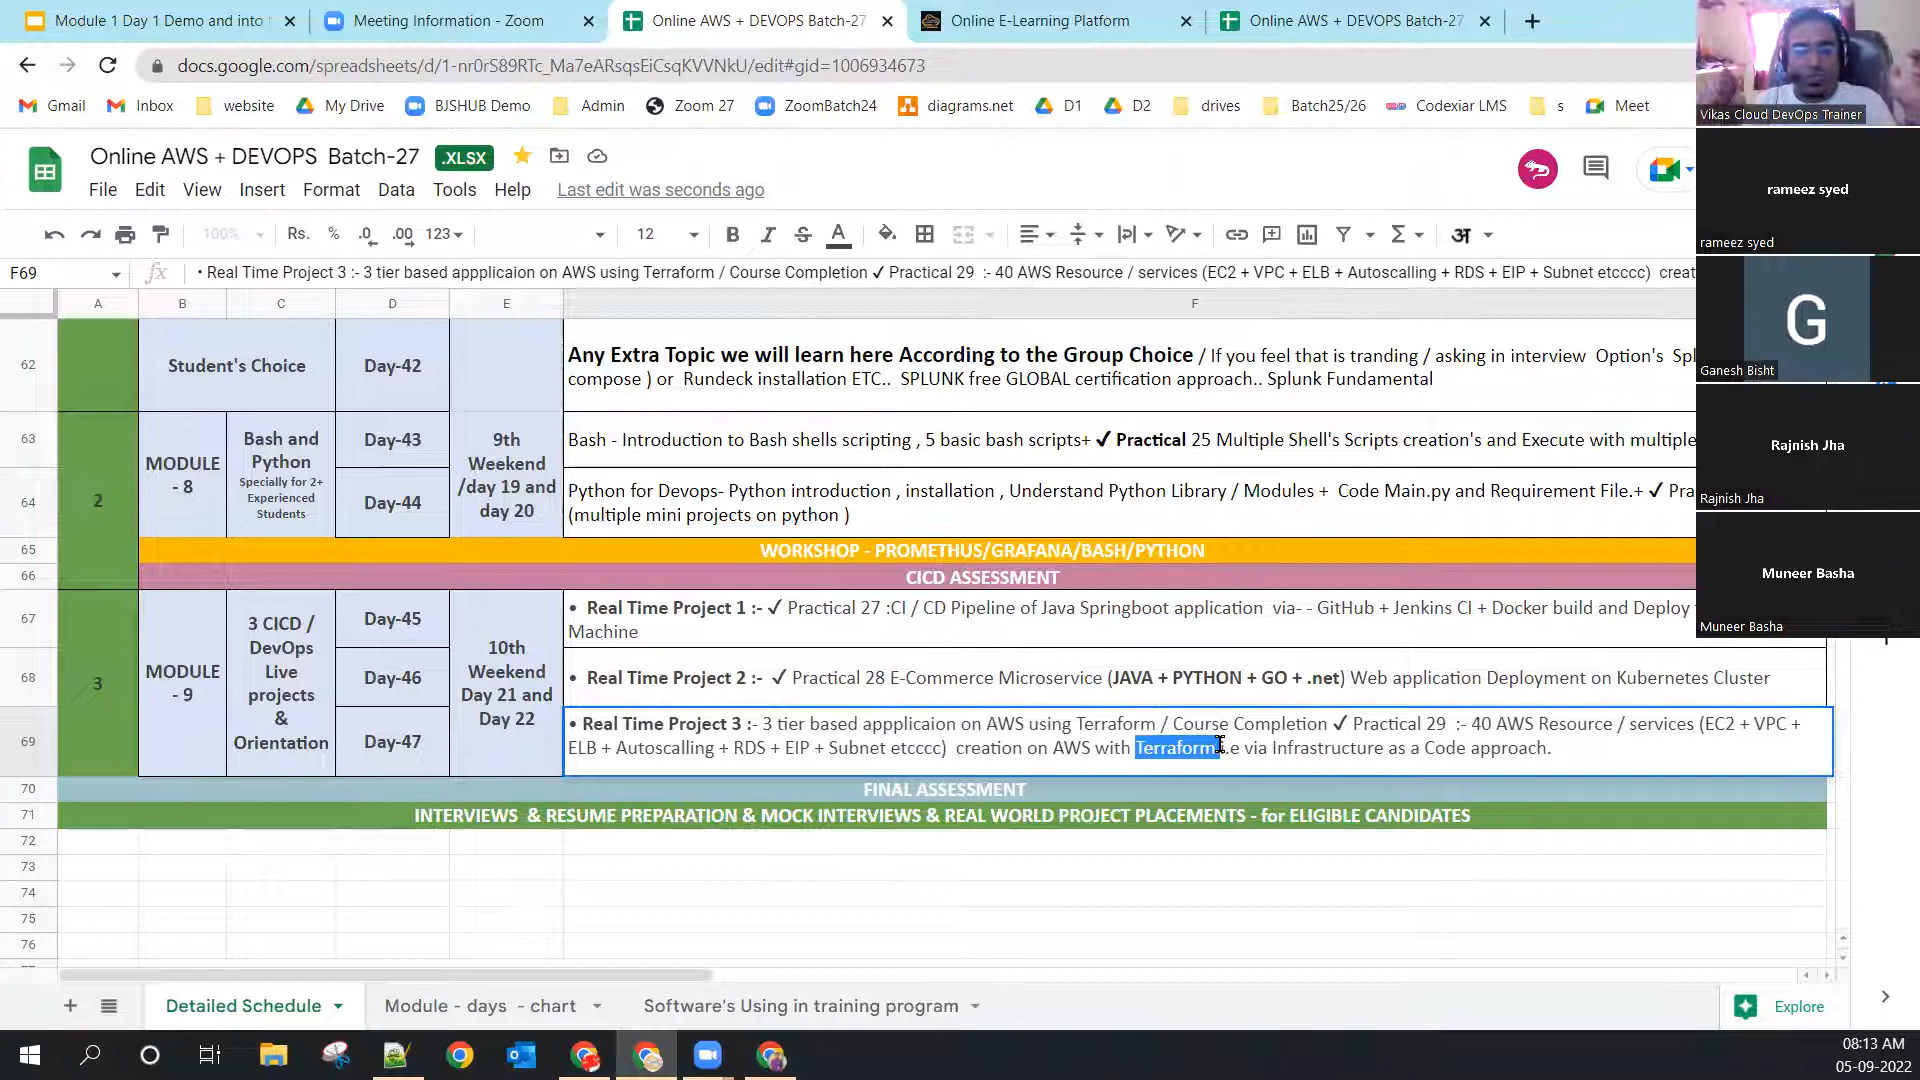 Module 1 Day 1 Demo and into
Meeting Information - Zoom
Online AWS + DEVOPS Batch-27
Online E-Learning Platform
Online AWS + DEVOPS Batch-27
docs.google.com/spreadsheets/d/1-nr0rS89RTc_Ma7eARsqsEiCsqKVVNkU/edit#gid=1006934673
Gmail
Inbox
website
My Drive
BJSHUB Demo
Admin
Zoom 27
ZoomBatch24
diagrams.net
D1
D2
drives
Batch25/26
Codexiar LMS
s
Meet
Vikas Cloud DevOps Trainer
Online AWS + DEVOPS Batch-27
.XLSX
File Edit View Insert Format Data Tools Help
Last edit was seconds ago
rameez syed
rameez syed
100% Rs. % .0 .00 123 12 B I S A अ
F69
fx
• Real Time Project 3 :- 3 tier based appplicaion on AWS using Terraform / Course Completion ✓ Practical 29 :- 40 AWS Resource / services (EC2 + VPC + ELB + Autoscalling + RDS + EIP + Subnet etcccc) creat
A B C D E F
G
Ganesh Bisht
62
Student's Choice
Day-42
Any Extra Topic we will learn here According to the Group Choice / If you feel that is tranding / asking in interview Option's Spl
compose ) or Rundeck installation ETC.. SPLUNK free GLOBAL certification approach.. Splunk Fundamental
2
MODULE
- 8
Bash and
Python
Specially for 2+
Experienced
Students
9th
Weekend
/day 19 and
day 20
63
Day-43
Bash - Introduction to Bash shells scripting , 5 basic bash scripts+ ✓ Practical 25 Multiple Shell's Scripts creation's and Execute with multiple
64
Day-44
Python for Devops- Python introduction , installation , Understand Python Library / Modules + Code Main.py and Requirement File.+ ✓ Pra
(multiple mini projects on python )
Rajnish Jha
Rajnish Jha
65
WORKSHOP - PROMETHUS/GRAFANA/BASH/PYTHON
66
CICD ASSESSMENT
Muneer Basha
Muneer Basha
3
MODULE
- 9
3 CICD /
DevOps
Live
projects
&
Orientation
10th
Weekend
Day 21 and
Day 22
67
Day-45
• Real Time Project 1 :- ✓ Practical 27 :CI / CD Pipeline of Java Springboot application via- - GitHub + Jenkins CI + Docker build and Deploy
Machine
68
Day-46
• Real Time Project 2 :- ✓ Practical 28 E-Commerce Microservice (JAVA + PYTHON + GO + .net) Web application Deployment on Kubernetes Cluster
69
Day-47
• Real Time Project 3 :- 3 tier based appplicaion on AWS using Terraform / Course Completion ✓ Practical 29 :- 40 AWS Resource / services (EC2 + VPC +
ELB + Autoscalling + RDS + EIP + Subnet etcccc) creation on AWS with Terraform i.e via Infrastructure as a Code approach.
70
FINAL ASSESSMENT
71
INTERVIEWS & RESUME PREPARATION & MOCK INTERVIEWS & REAL WORLD PROJECT PLACEMENTS - for ELIGIBLE CANDIDATES
72
73
74
75
76
Detailed Schedule
Module - days - chart
Software's Using in training program
Explore
08:13 AM
05-09-2022